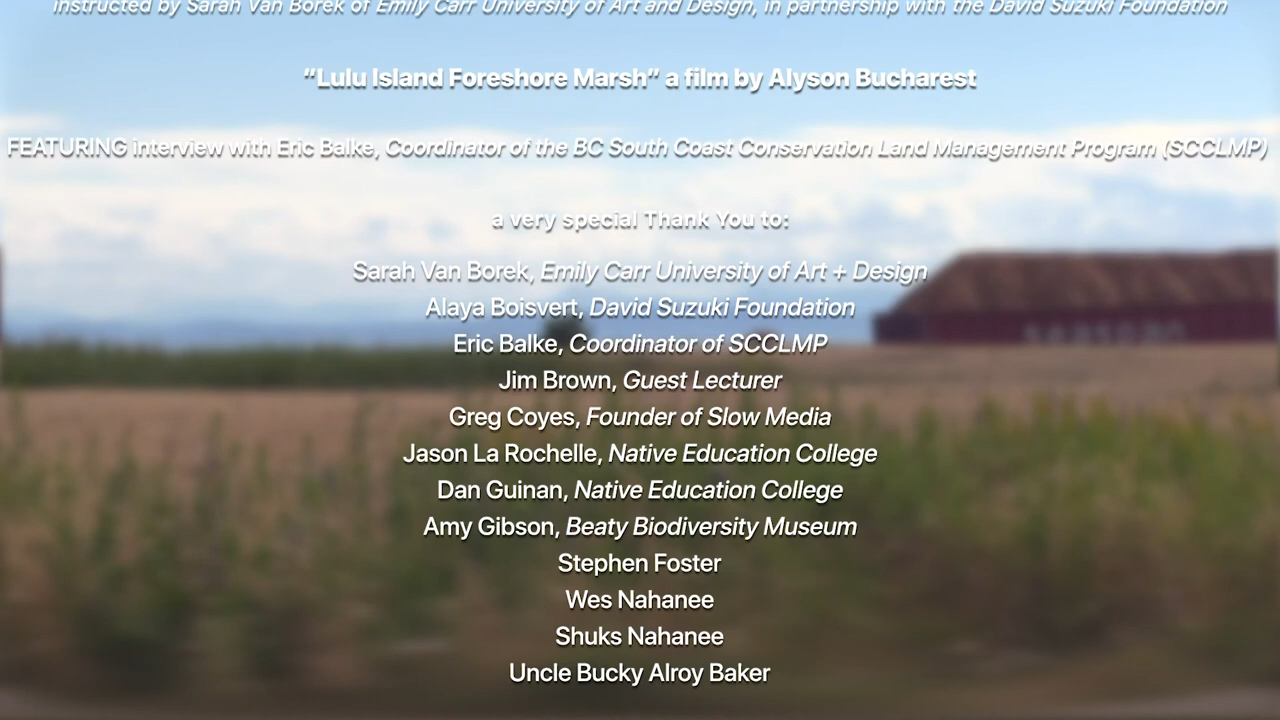 instructed by Sarah Van Borek of Emily Carr University of Art and Design, in partnership with the David Suzuki Foundation
"Lulu Island Foreshore Marsh" a film by Alyson Bucharest
FEATURING interview with Eric Balke, Coordinator of the BC South Coast Conservation Land Management Program (SCCLMP)
a very special Thank You to:
Sarah Van Borek, Emily Carr University of Art + Design
Alaya Boisvert, David Suzuki Foundation
Eric Balke, Coordinator of SCCLMP
Jim Brown, Guest Lecturer
Greg Coyes, Founder of Slow Media
Jason La Rochelle, Native Education College
Dan Guinan, Native Education College
Amy Gibson, Beaty Biodiversity Museum
Stephen Foster
Wes Nahanee
Shuks Nahanee
Uncle Bucky Alroy Baker